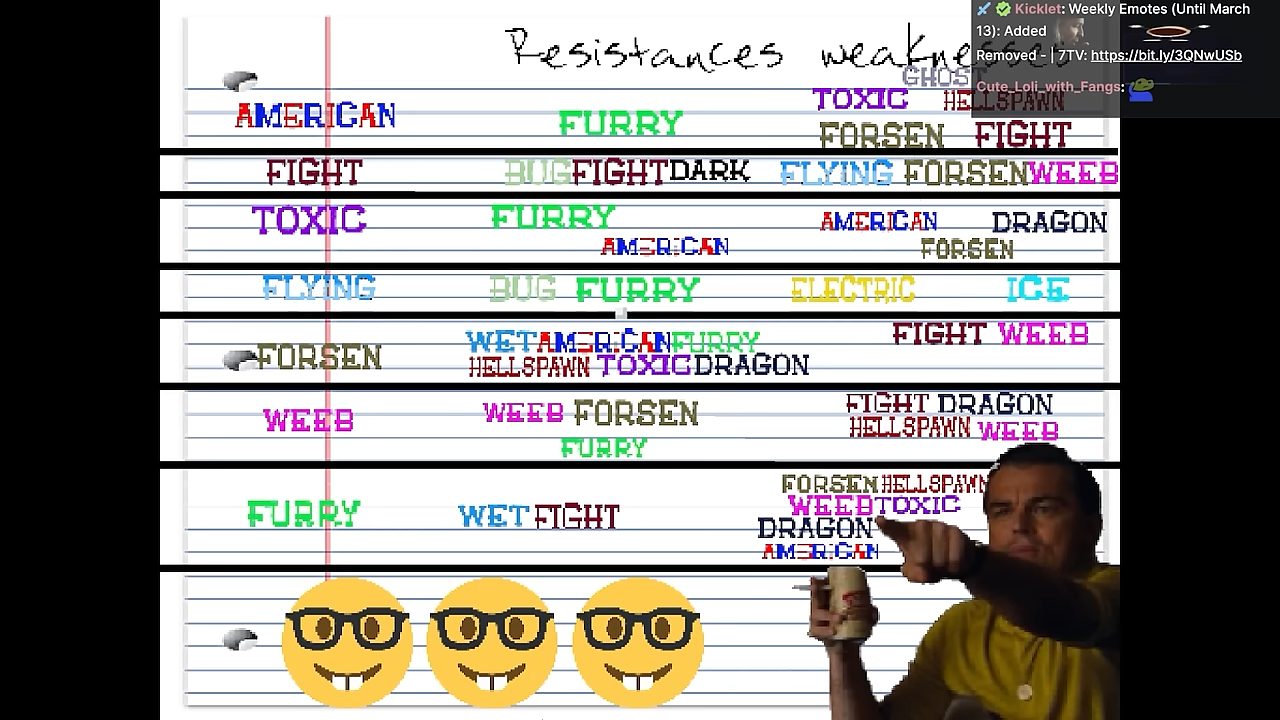 Resistances weaknesses
Kicklet: Weekly Emotes (Until March
13): Added
Removed - | 7TV: https://bit.ly/3QNwUSb
Cute_Loli_with_Fangs:
GHOST
AMERICAN FURRY TOXIC HELLSPAWN
FORSEN FIGHT
FIGHT BUG FIGHT DARK FLYING FORSEN WEEB
TOXIC FURRY AMERICAN DRAGON
AMERICAN FORSEN
FLYING BUG FURRY ELECTRIC ICE
FORSEN WET AMERICAN FURRY FIGHT WEEB
HELLSPAWN TOXIC DRAGON
WEEB WEEB FORSEN FIGHT DRAGON
FURRY HELLSPAWN WEEB
FURRY WET FIGHT FORSEN HELLSPAWN
WEEB TOXIC
DRAGON
AMERICAN